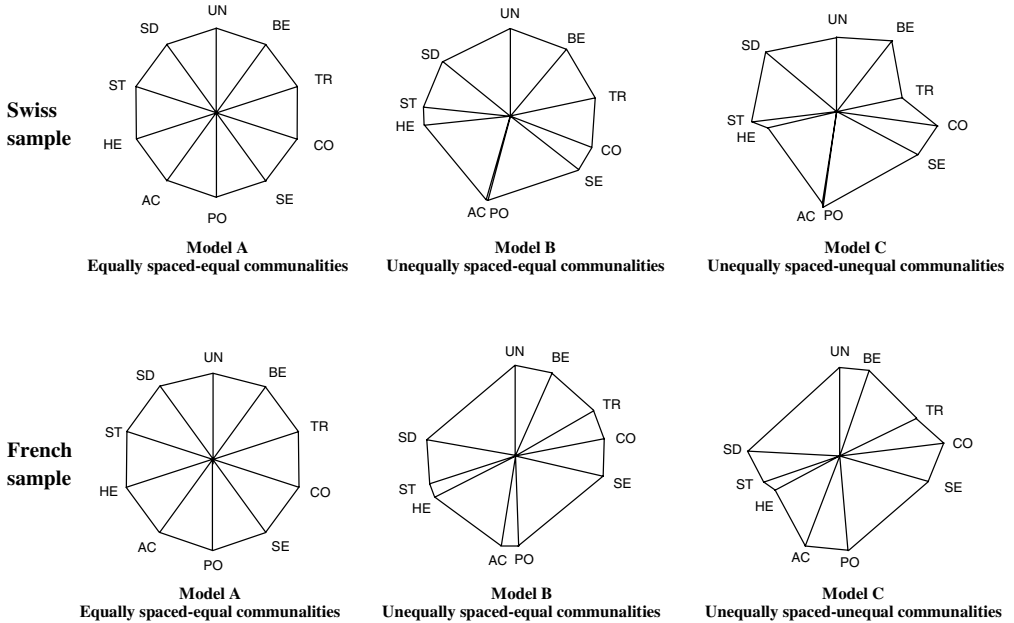 UN
BE
TR
CO
SE
PO
AC
HE
ST
SD
Model A
Equally spaced-equal communalities
UN
BE
TR
CO
SE
AC PO
HE
ST
SD
Model B
Unequally spaced-equal communalities
UN
BE
TR
CO
SE
AC PO
HE
ST
SD
Model C
Unequally spaced-unequal communalities
Swiss
sample
UN
BE
TR
CO
SE
PO
AC
HE
ST
SD
Model A
Equally spaced-equal communalities
UN
BE
TR
CO
SE
AC PO
HE
ST
SD
Model B
Unequally spaced-equal communalities
UN
BE
TR
CO
SE
PO
AC
HE
ST
SD
Model C
Unequally spaced-unequal communalities
French
sample